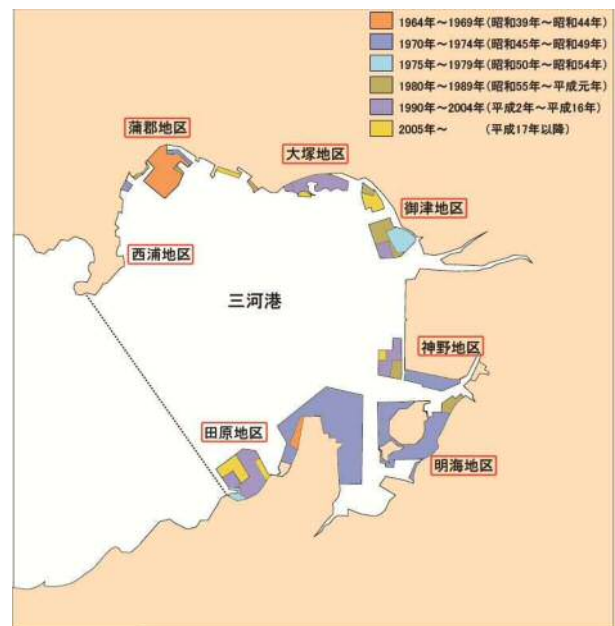 1964年～1969年(昭和39年～昭和44年)
1970年～1974年(昭和45年～昭和49年)
1975年～1979年(昭和50年～昭和54年)
1980年～1989年(昭和55年～平成元年)
1990年～2004年(平成2年～平成16年)
2005年～ (平成17年以降)
蒲郡地区
大塚地区
御津地区
西浦地区
三河港
神野地区
田原地区
明海地区